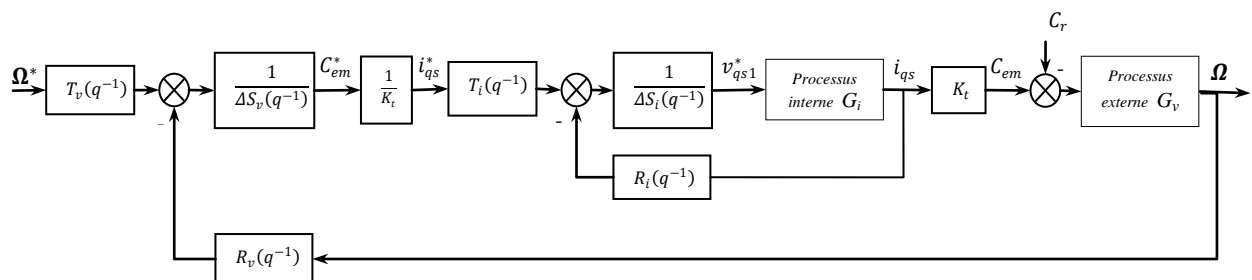 Ω*
T_v(q⁻¹)
-
1
ΔS_v(q⁻¹)
C*_em
1
K_t
i*_qs
T_i(q⁻¹)
-
1
ΔS_i(q⁻¹)
v*_qs1
Processus
interne G_i
i_qs
K_t
C_em
C_r
-
Processus
externe G_v
Ω
R_i(q⁻¹)
R_v(q⁻¹)